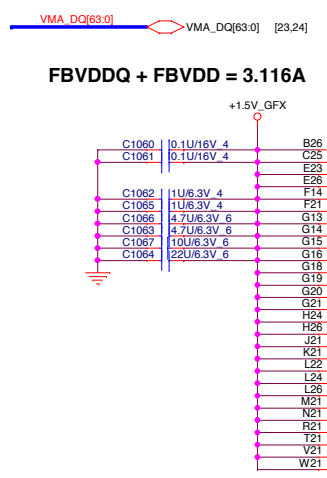 VMA_DQ[63:0]
VMA_DQ[63:0] [23,24]
FBVDDQ + FBVDD = 3.116A
+1.5V_GFX
C1060 0.1U/16V_4 B26
C1061 0.1U/16V_4 C25
E23
E26
C1062 1U/6.3V_4 F14
C1065 1U/6.3V_4 F21
C1066 4.7U/6.3V_6 G13
C1063 4.7U/6.3V_6 G14
C1067 10U/6.3V_6 G15
C1064 22U/6.3V_6 G16
G18
G19
G20
G21
H24
H26
J21
K21
L22
L24
L26
M21
N21
R21
T21
V21
W21